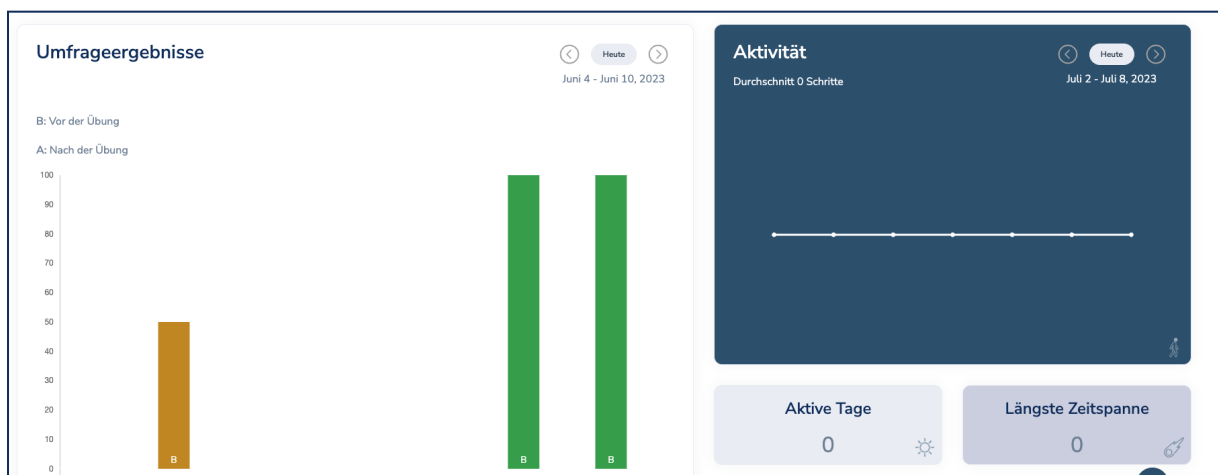 Umfrageergebnisse
Heute
Juni 4 - Juni 10, 2023
B: Vor der Übung
A: Nach der Übung
100
90
80
70
60
50
40
30
20
10
0
B
B
B
Aktivität
Heute
Durchschnitt 0 Schritte
Juli 2 - Juli 8, 2023
Aktive Tage
0
Längste Zeitspanne
0